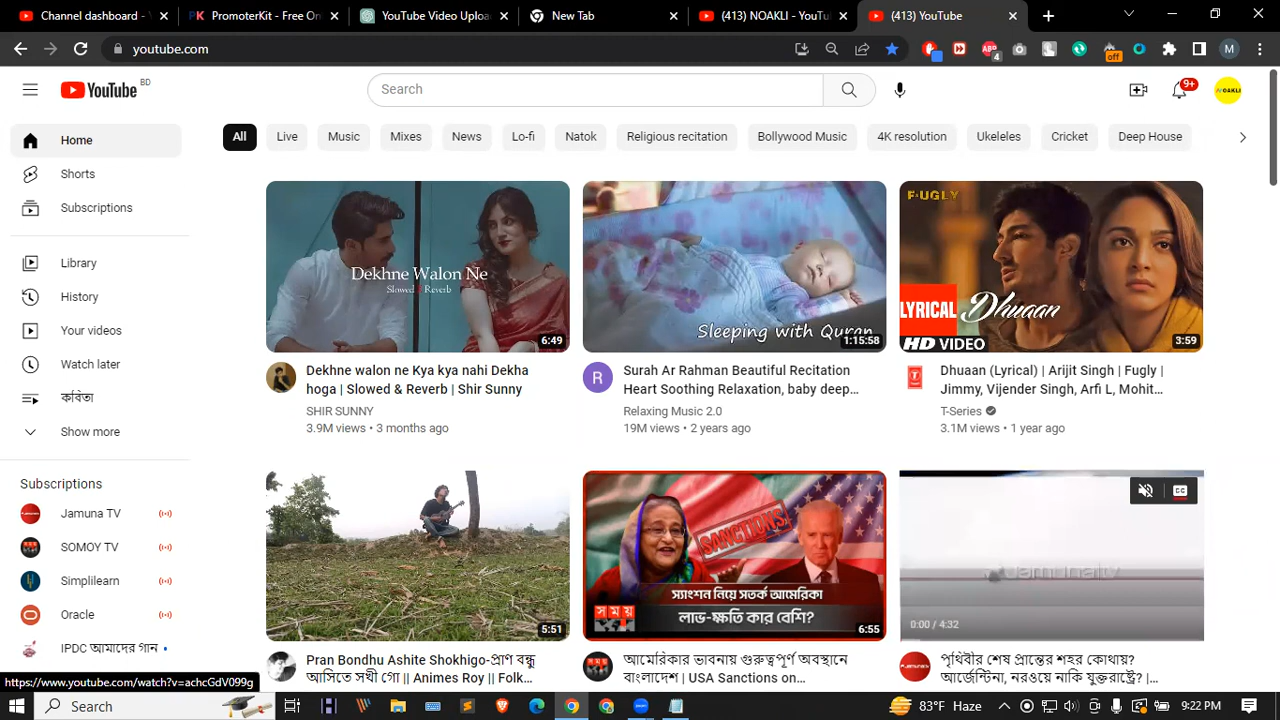 Channel dashboard - Y
PromoterKit - Free On
YouTube Video Uploa
New Tab
(413) NOAKLI - YouTu
(413) YouTube
youtube.com
ABP
4
off
M
YouTube BD
Search
9+
NOAKLI
Home
Shorts
Subscriptions
Library
History
Your videos
Watch later
কবিতা
Show more
Subscriptions
Jamuna TV
SOMOY TV
Simplilearn
Oracle
IPDC আমাদের গান
All
Live
Music
Mixes
News
Lo-fi
Natok
Religious recitation
Bollywood Music
4K resolution
Ukeleles
Cricket
Deep House
Dekhne Walon Ne
Slowed Reverb
6:49
Dekhne walon ne Kya kya nahi Dekha
hoga | Slowed & Reverb | Shir Sunny
SHIR SUNNY
3.9M views • 3 months ago
Sleeping with Quran
1:15:58
R
Surah Ar Rahman Beautiful Recitation
Heart Soothing Relaxation, baby deep...
Relaxing Music 2.0
19M views • 2 years ago
F·UGLY
LYRICAL
Dhuaan
HD VIDEO
3:59
Dhuaan (Lyrical) | Arijit Singh | Fugly |
Jimmy, Vijender Singh, Arfi L, Mohit...
T-Series
3.1M views • 1 year ago
5:51
Pran Bondhu Ashite Shokhigo-প্রাণ বন্ধু
আসিতে সখী গো || Animes Roy || Folk...
SANCTIONS
স্যাংশন নিয়ে সতর্ক আমেরিকা
লাভ-ক্ষতি কার বেশি?
সময়
6:55
আমেরিকার ভাবনায় গুরুত্বপূর্ণ অবস্থানে
বাংলাদেশ | USA Sanctions on...
CC
jamunatv
0:00 / 4:32
পৃথিবীর শেষ প্রান্তের শহর কোথায়?
আর্জেন্টিনা, নরওয়ে নাকি যুক্তরাষ্ট্রে? |...
https://www.youtube.com/watch?v=achcGdV099g
Search
83°F Haze
9:22 PM